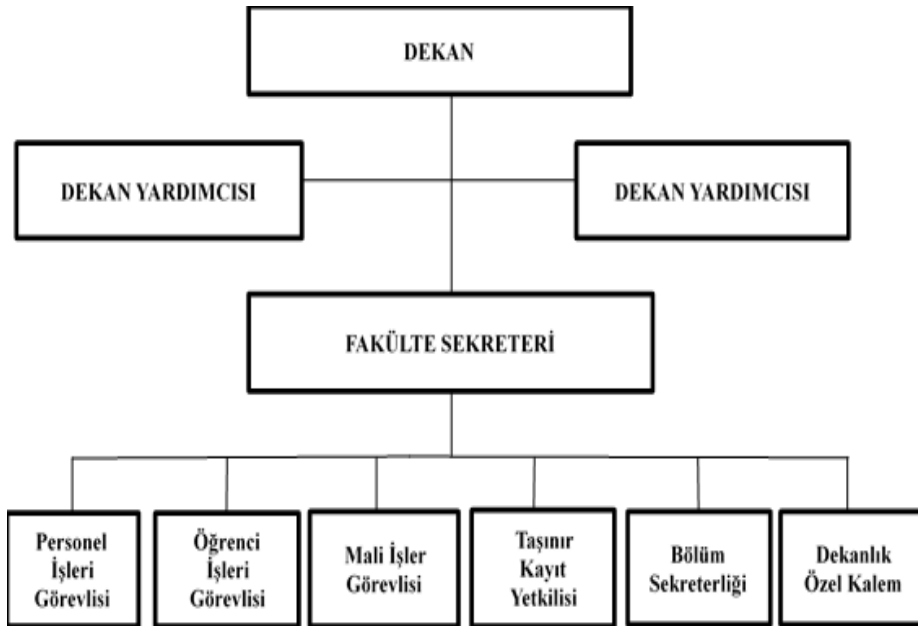 DEKAN
DEKAN YARDIMCISI
DEKAN YARDIMCISI
FAKÜLTE SEKRETERİ
Personel
İşleri
Görevlisi
Öğrenci
İşleri
Görevlisi
Mali İşler
Görevlisi
Taşınır
Kayıt
Yetkilisi
Bölüm
Sekreterliği
Dekanlık
Özel Kalem